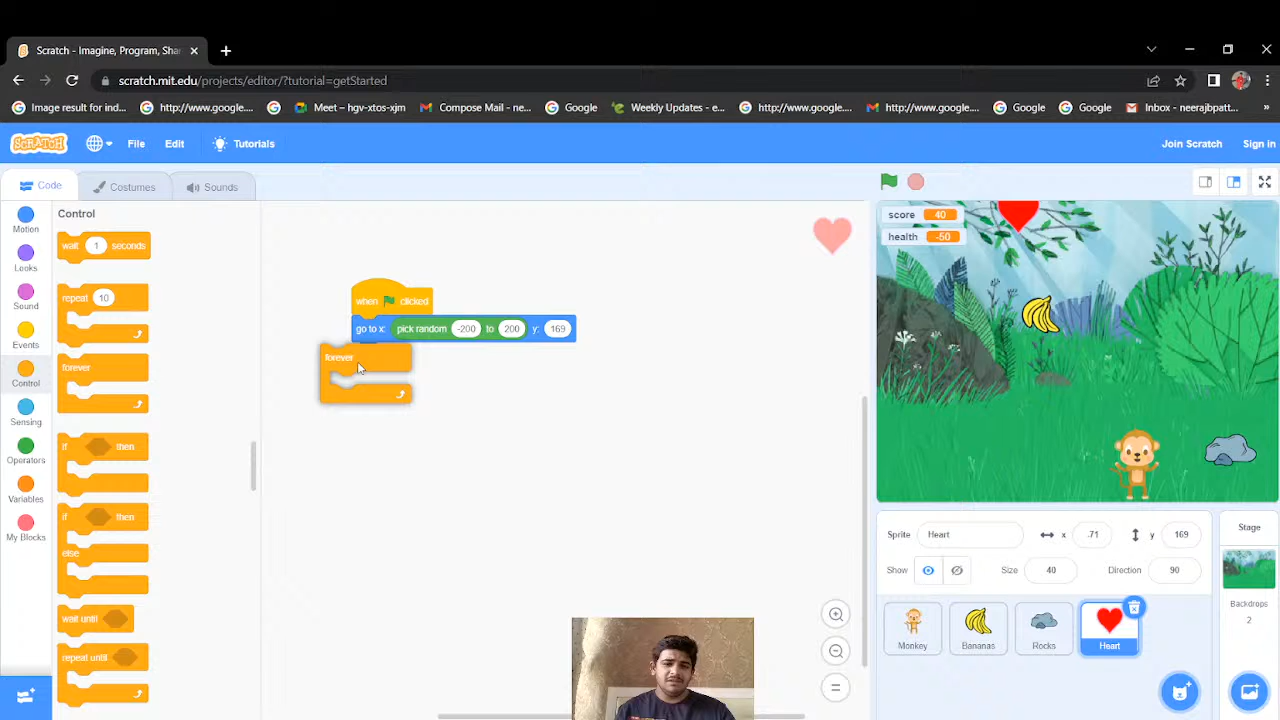 Scratch - Imagine, Program, Sha
scratch.mit.edu/projects/editor/?tutorial=getStarted
Image result for ind...
http://www.google....
Meet – hgv-xtos-xjm
Compose Mail - ne...
Google
Weekly Updates - e...
http://www.google...
http://www.google...
Google
Google
Inbox - neerajbpatt...
»
SCRATCH
File
Edit
Tutorials
Join Scratch
Sign in
Code
Costumes
Sounds
Motion
Looks
Sound
Events
Control
Sensing
Operators
Variables
My Blocks
Control
wait 1 seconds
repeat 10
forever
if then
if then
else
wait until
repeat until
when clicked
go to x: pick random -200 to 200 y: 169
forever
score 40
health -50
Sprite Heart x -71 y 169
Show Size 40 Direction 90
Monkey
Bananas
Rocks
Heart
Stage
Backdrops
2